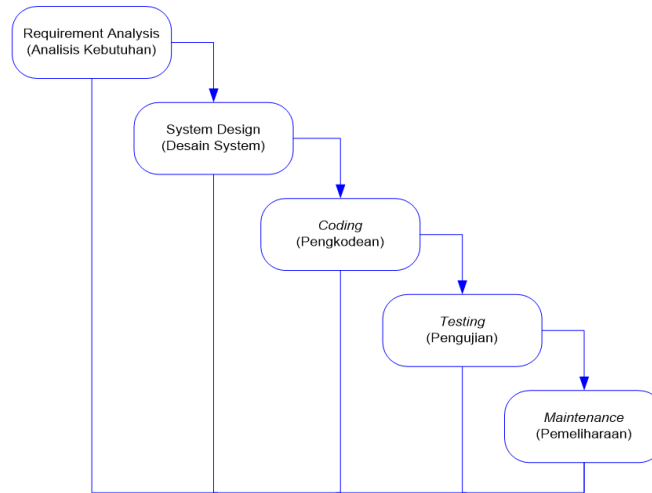 Requirement Analysis
(Analisis Kebutuhan)
System Design
(Desain System)
Coding
(Pengkodean)
Testing
(Pengujian)
Maintenance
(Pemeliharaan)